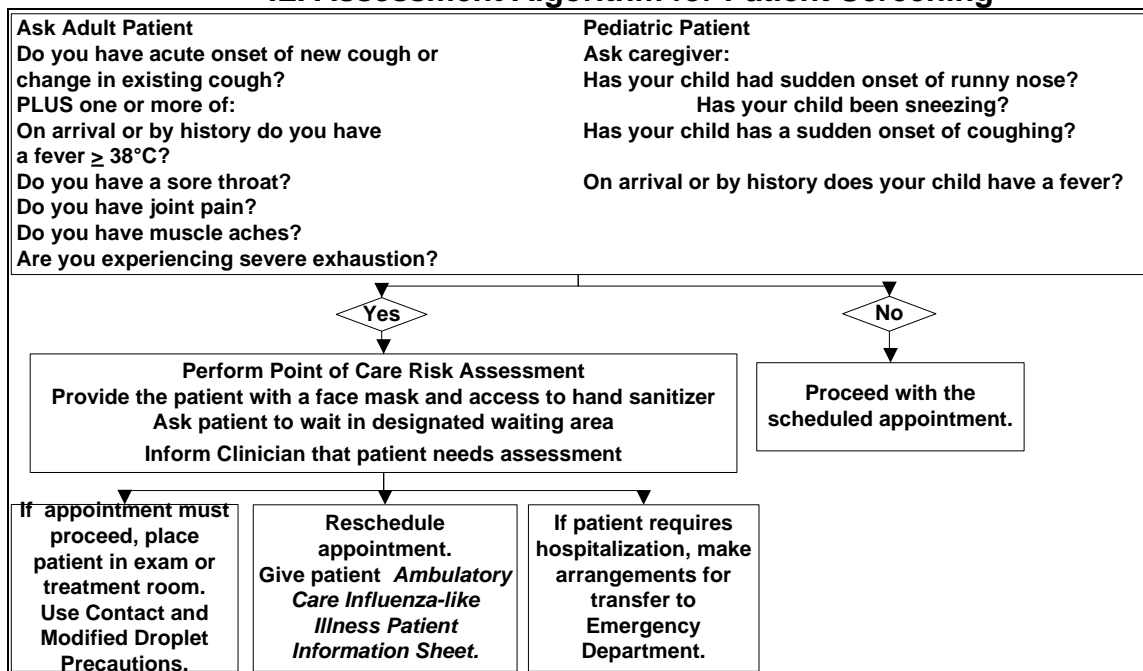 12. Assessment Algorithm for Patient Screening
Ask Adult Patient
Do you have acute onset of new cough or
change in existing cough?
PLUS one or more of:
On arrival or by history do you have
a fever ≥ 38°C?
Do you have a sore throat?
Do you have joint pain?
Do you have muscle aches?
Are you experiencing severe exhaustion?
Pediatric Patient
Ask caregiver:
Has your child had sudden onset of runny nose?
Has your child been sneezing?
Has your child has a sudden onset of coughing?
On arrival or by history does your child have a fever?
Yes
No
Perform Point of Care Risk Assessment
Provide the patient with a face mask and access to hand sanitizer
Ask patient to wait in designated waiting area
Inform Clinician that patient needs assessment
Proceed with the
scheduled appointment.
If appointment must
proceed, place
patient in exam or
treatment room.
Use Contact and
Modified Droplet
Precautions.
Reschedule
appointment.
Give patient Ambulatory
Care Influenza-like
Illness Patient
Information Sheet.
If patient requires
hospitalization, make
arrangements for
transfer to
Emergency
Department.